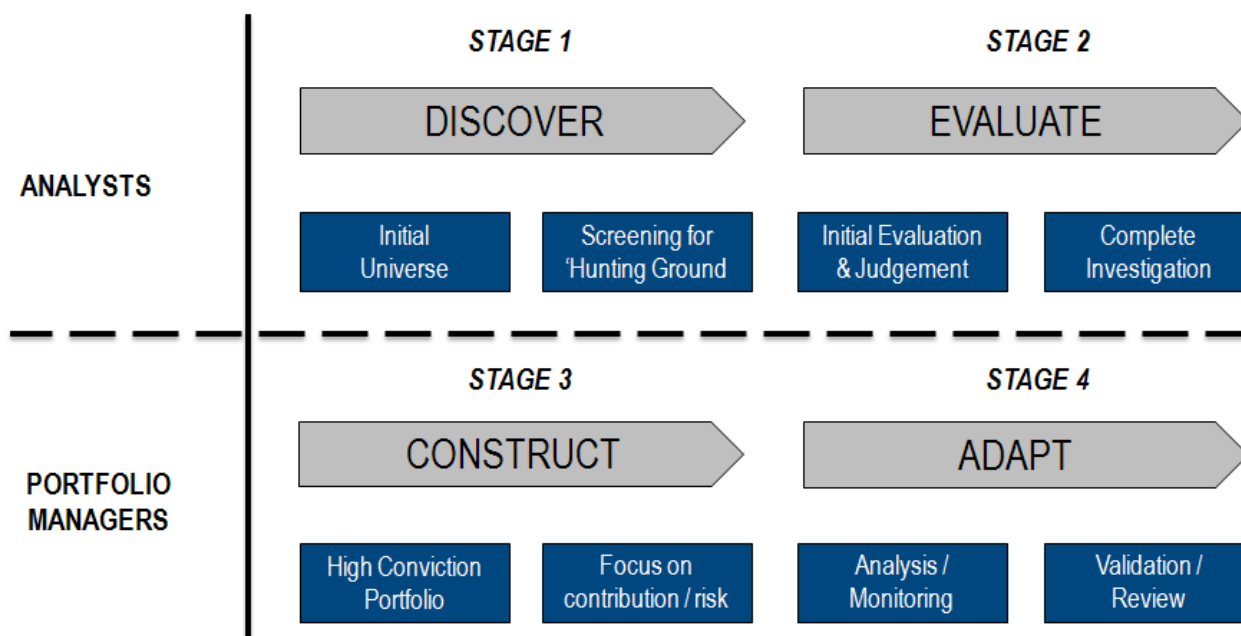 STAGE 1
STAGE 2
DISCOVER
EVALUATE
ANALYSTS
Initial
Universe
Screening for
‘Hunting Ground
Initial Evaluation
& Judgement
Complete
Investigation
STAGE 3
STAGE 4
CONSTRUCT
ADAPT
PORTFOLIO
MANAGERS
High Conviction
Portfolio
Focus on
contribution / risk
Analysis /
Monitoring
Validation /
Review